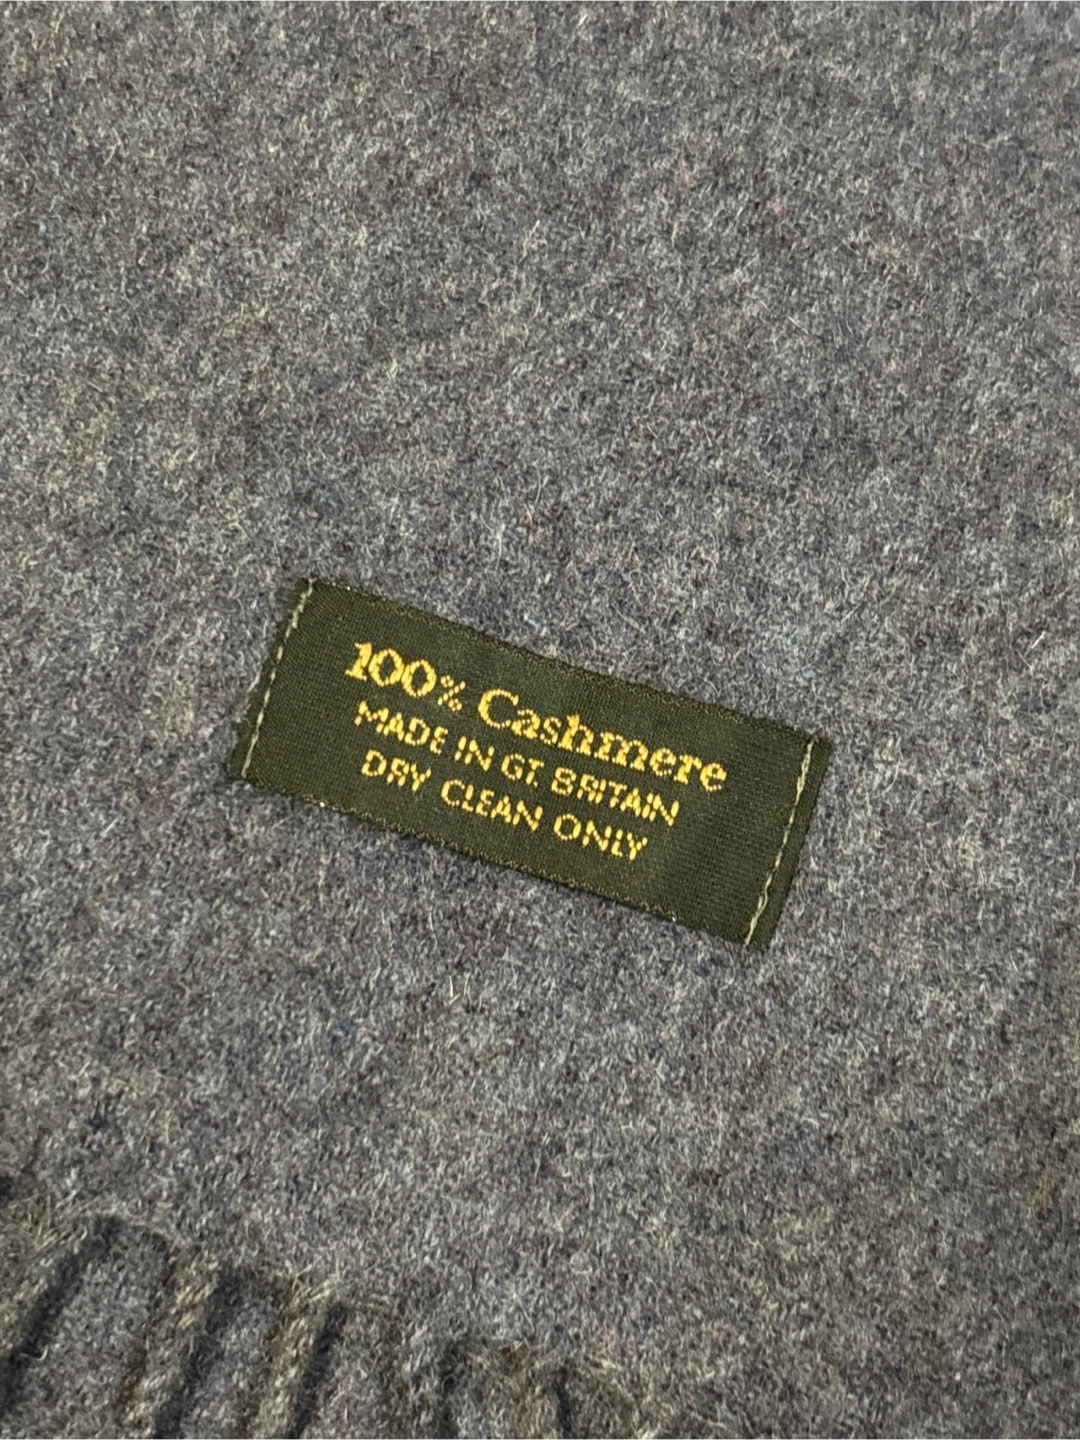 100% Cashmere
MADE IN GT. BRITAIN
DRY CLEAN ONLY